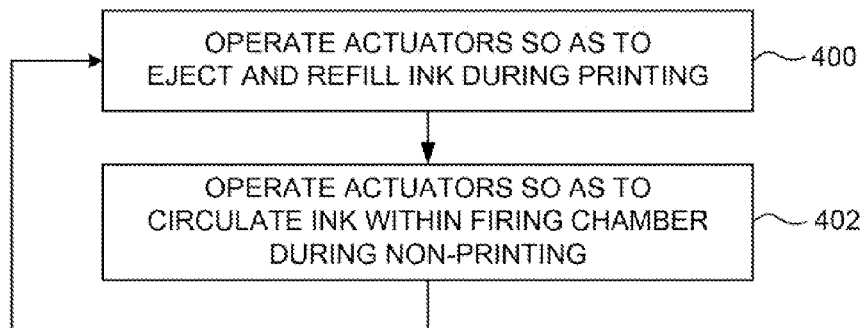 OPERATE ACTUATORS SO AS TO
EJECT AND REFILL INK DURING PRINTING
400
OPERATE ACTUATORS SO AS TO
CIRCULATE INK WITHIN FIRING CHAMBER
DURING NON-PRINTING
402